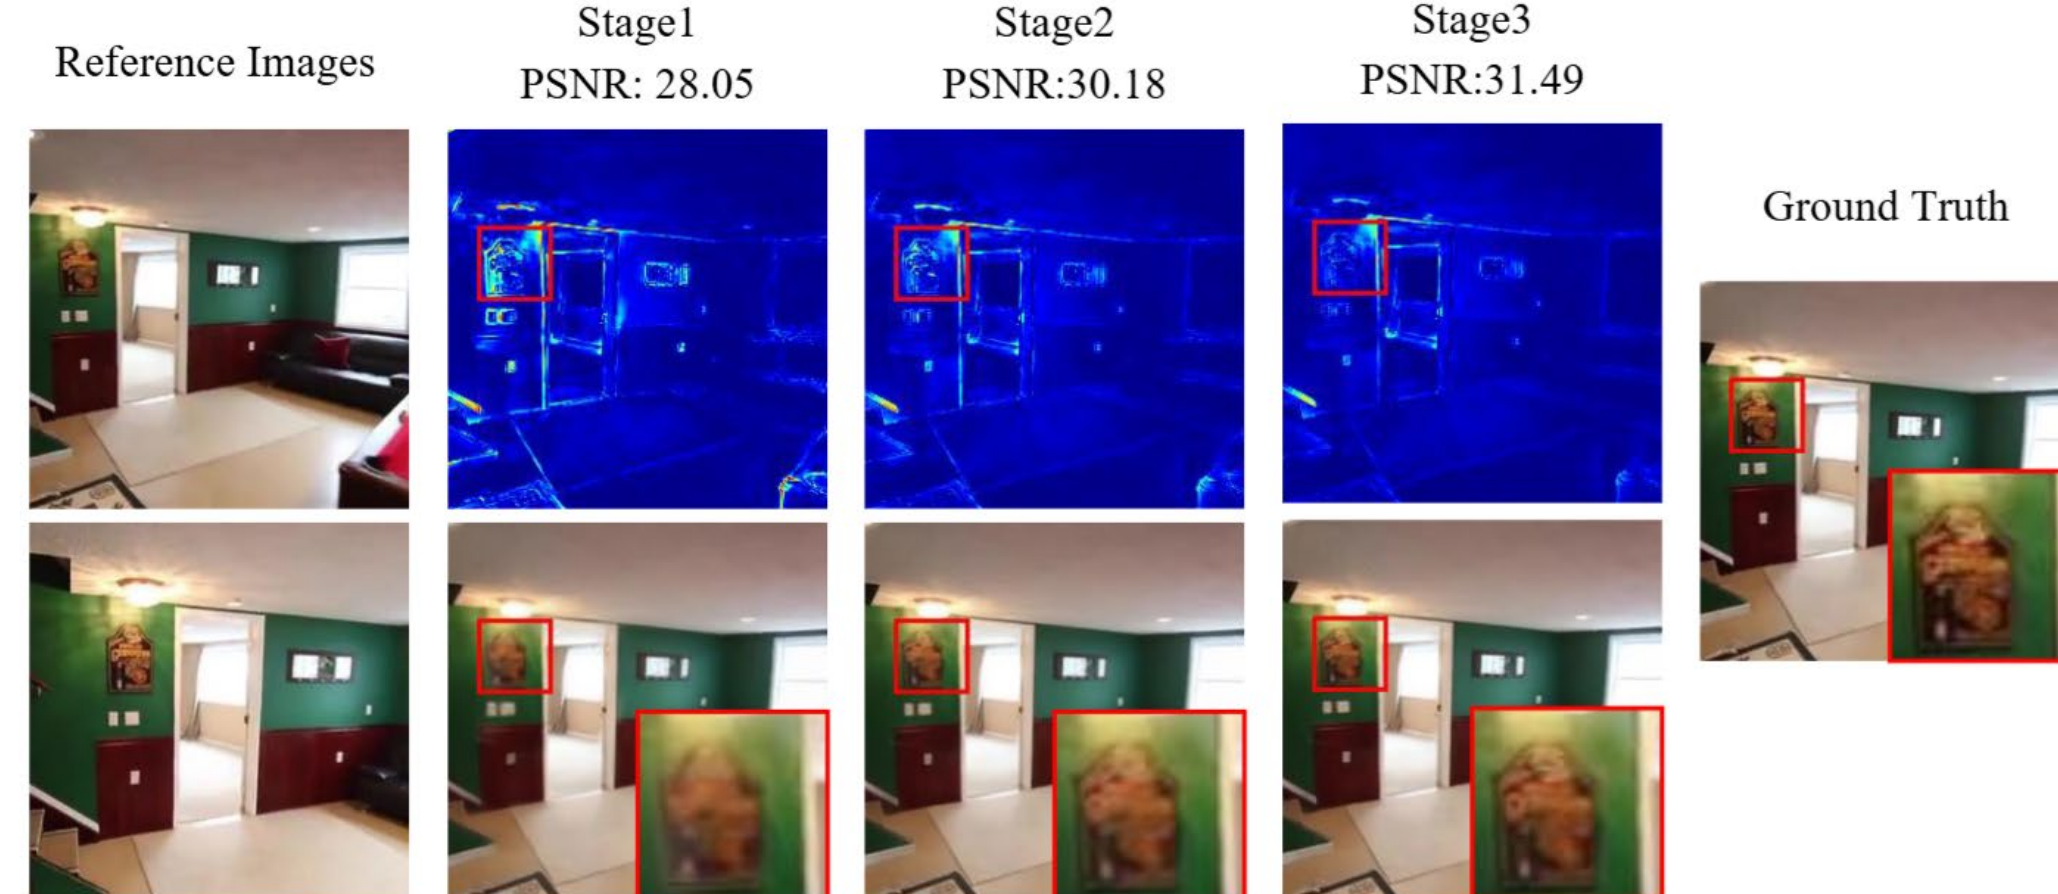 Reference Images
Stage1
PSNR: 28.05
Stage2
PSNR:30.18
Stage3
PSNR:31.49
Ground Truth